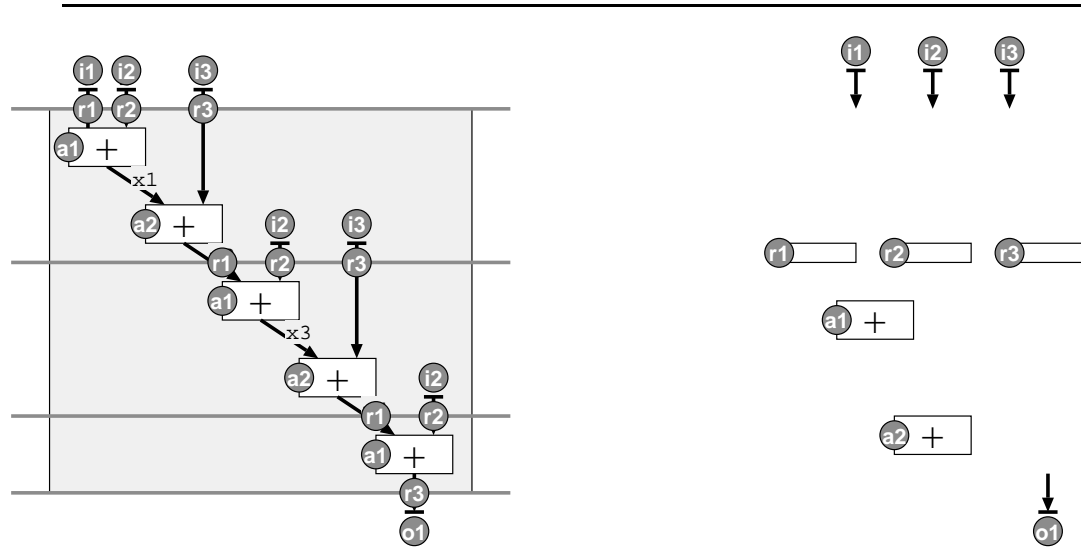 i1 i2 i3
r1 r2 r3
a1 +
x1
a2 +
i2 i3
r1 r2 r3
a1 +
x3
a2 +
i2
r1 r2
a1 +
r3
o1
i1 i2 i3
r1 r2 r3
a1 +
a2 +
o1